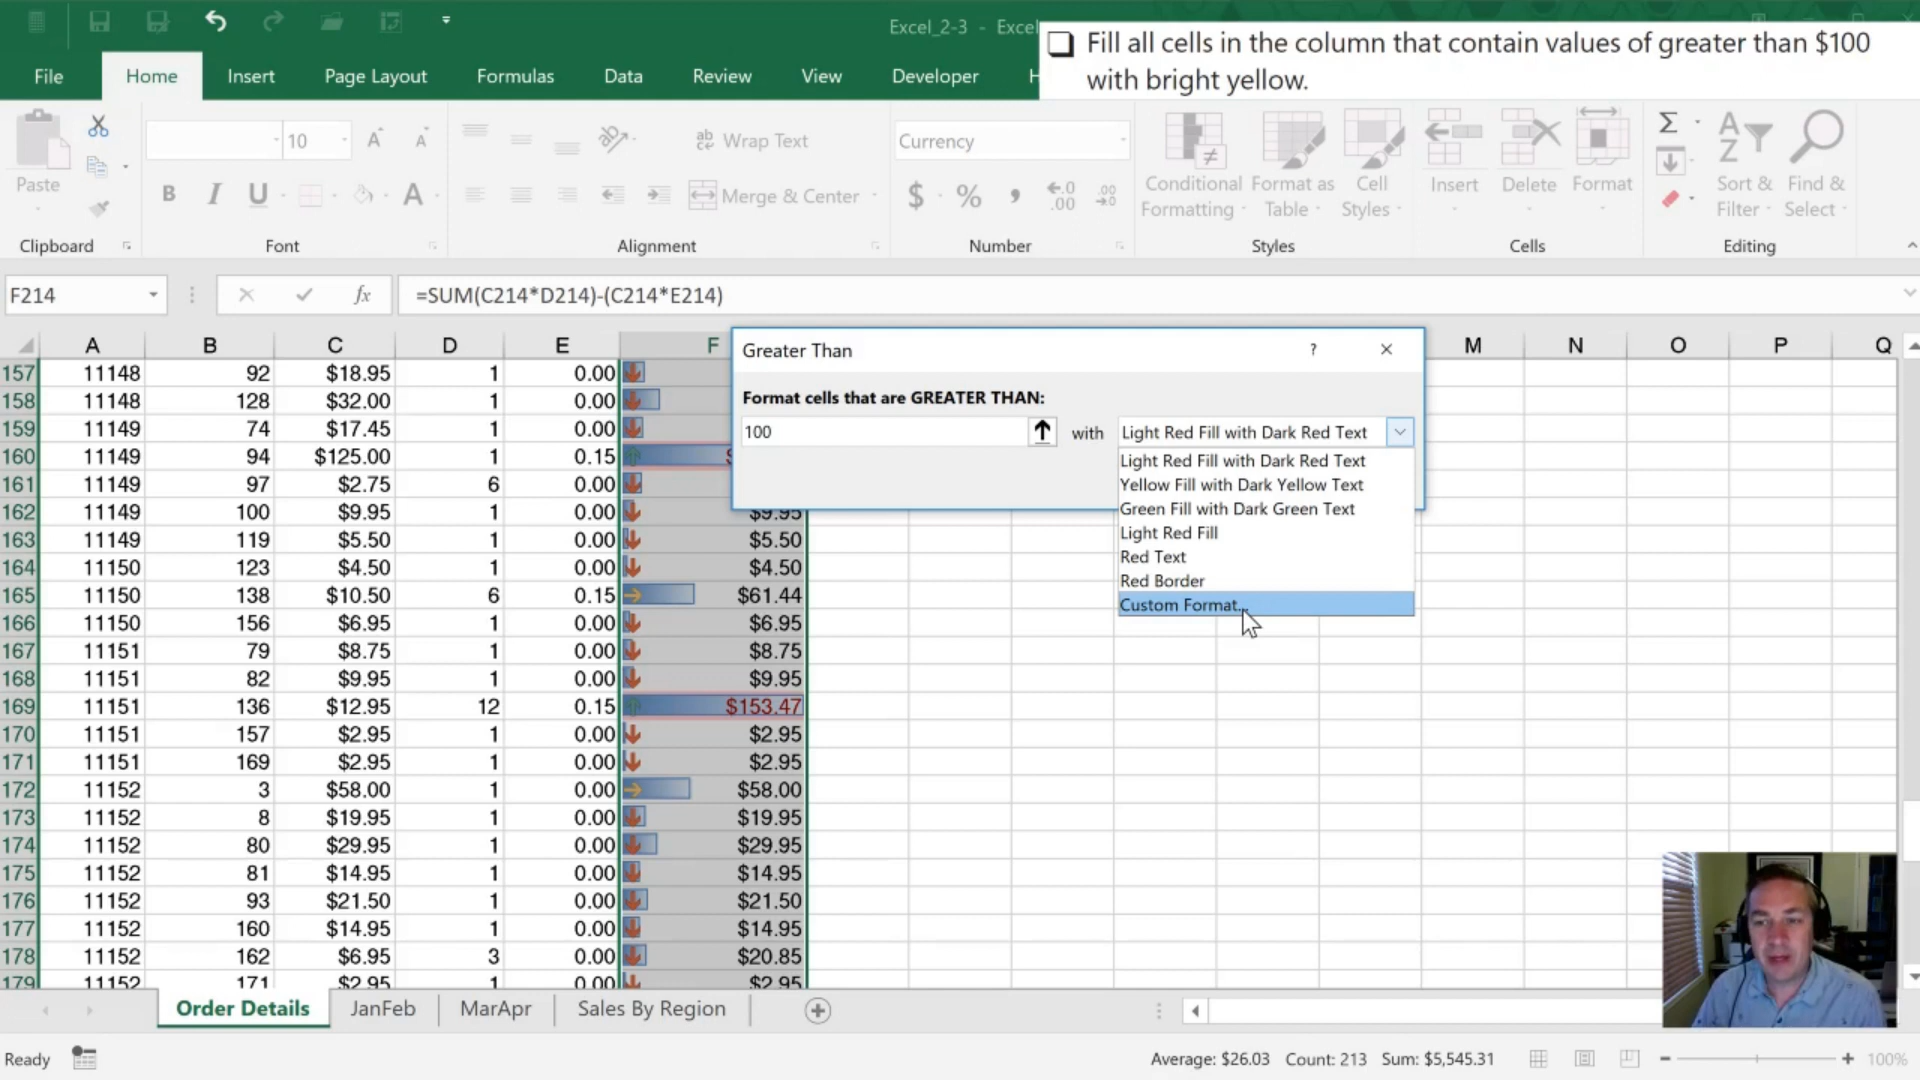 Excel_2-3 - Excel
Fill all cells in the column that contain values of greater than $100
with bright yellow.
File Home Insert Page Layout Formulas Data Review View Developer H
Paste
10
ab Wrap Text
Currency
B I U A
Merge & Center
$ % , .0 .00
Conditional Formatting
Format as Table
Cell Styles
Insert Delete Format
Sort & Filter
Find & Select
Clipboard Font Alignment Number Styles Cells Editing
F214 fx =SUM(C214*D214)-(C214*E214)
A B C D E F M N O P Q
Greater Than ?
Format cells that are GREATER THAN:
100 with Light Red Fill with Dark Red Text
Light Red Fill with Dark Red Text
Yellow Fill with Dark Yellow Text
Green Fill with Dark Green Text
Light Red Fill
Red Text
Red Border
Custom Format...
157 11148 92 $18.95 1 0.00
158 11148 128 $32.00 1 0.00
159 11149 74 $17.45 1 0.00
160 11149 94 $125.00 1 0.15 $
161 11149 97 $2.75 6 0.00
162 11149 100 $9.95 1 0.00 $9.95
163 11149 119 $5.50 1 0.00 $5.50
164 11150 123 $4.50 1 0.00 $4.50
165 11150 138 $10.50 6 0.15 $61.44
166 11150 156 $6.95 1 0.00 $6.95
167 11151 79 $8.75 1 0.00 $8.75
168 11151 82 $9.95 1 0.00 $9.95
169 11151 136 $12.95 12 0.15 $153.47
170 11151 157 $2.95 1 0.00 $2.95
171 11151 169 $2.95 1 0.00 $2.95
172 11152 3 $58.00 1 0.00 $58.00
173 11152 8 $19.95 1 0.00 $19.95
174 11152 80 $29.95 1 0.00 $29.95
175 11152 81 $14.95 1 0.00 $14.95
176 11152 93 $21.50 1 0.00 $21.50
177 11152 160 $14.95 1 0.00 $14.95
178 11152 162 $6.95 3 0.00 $20.85
179 11152 171 $2.95 1 0.00 $2.95
Order Details JanFeb MarApr Sales By Region
Ready Average: $26.03 Count: 213 Sum: $5,545.31 100%